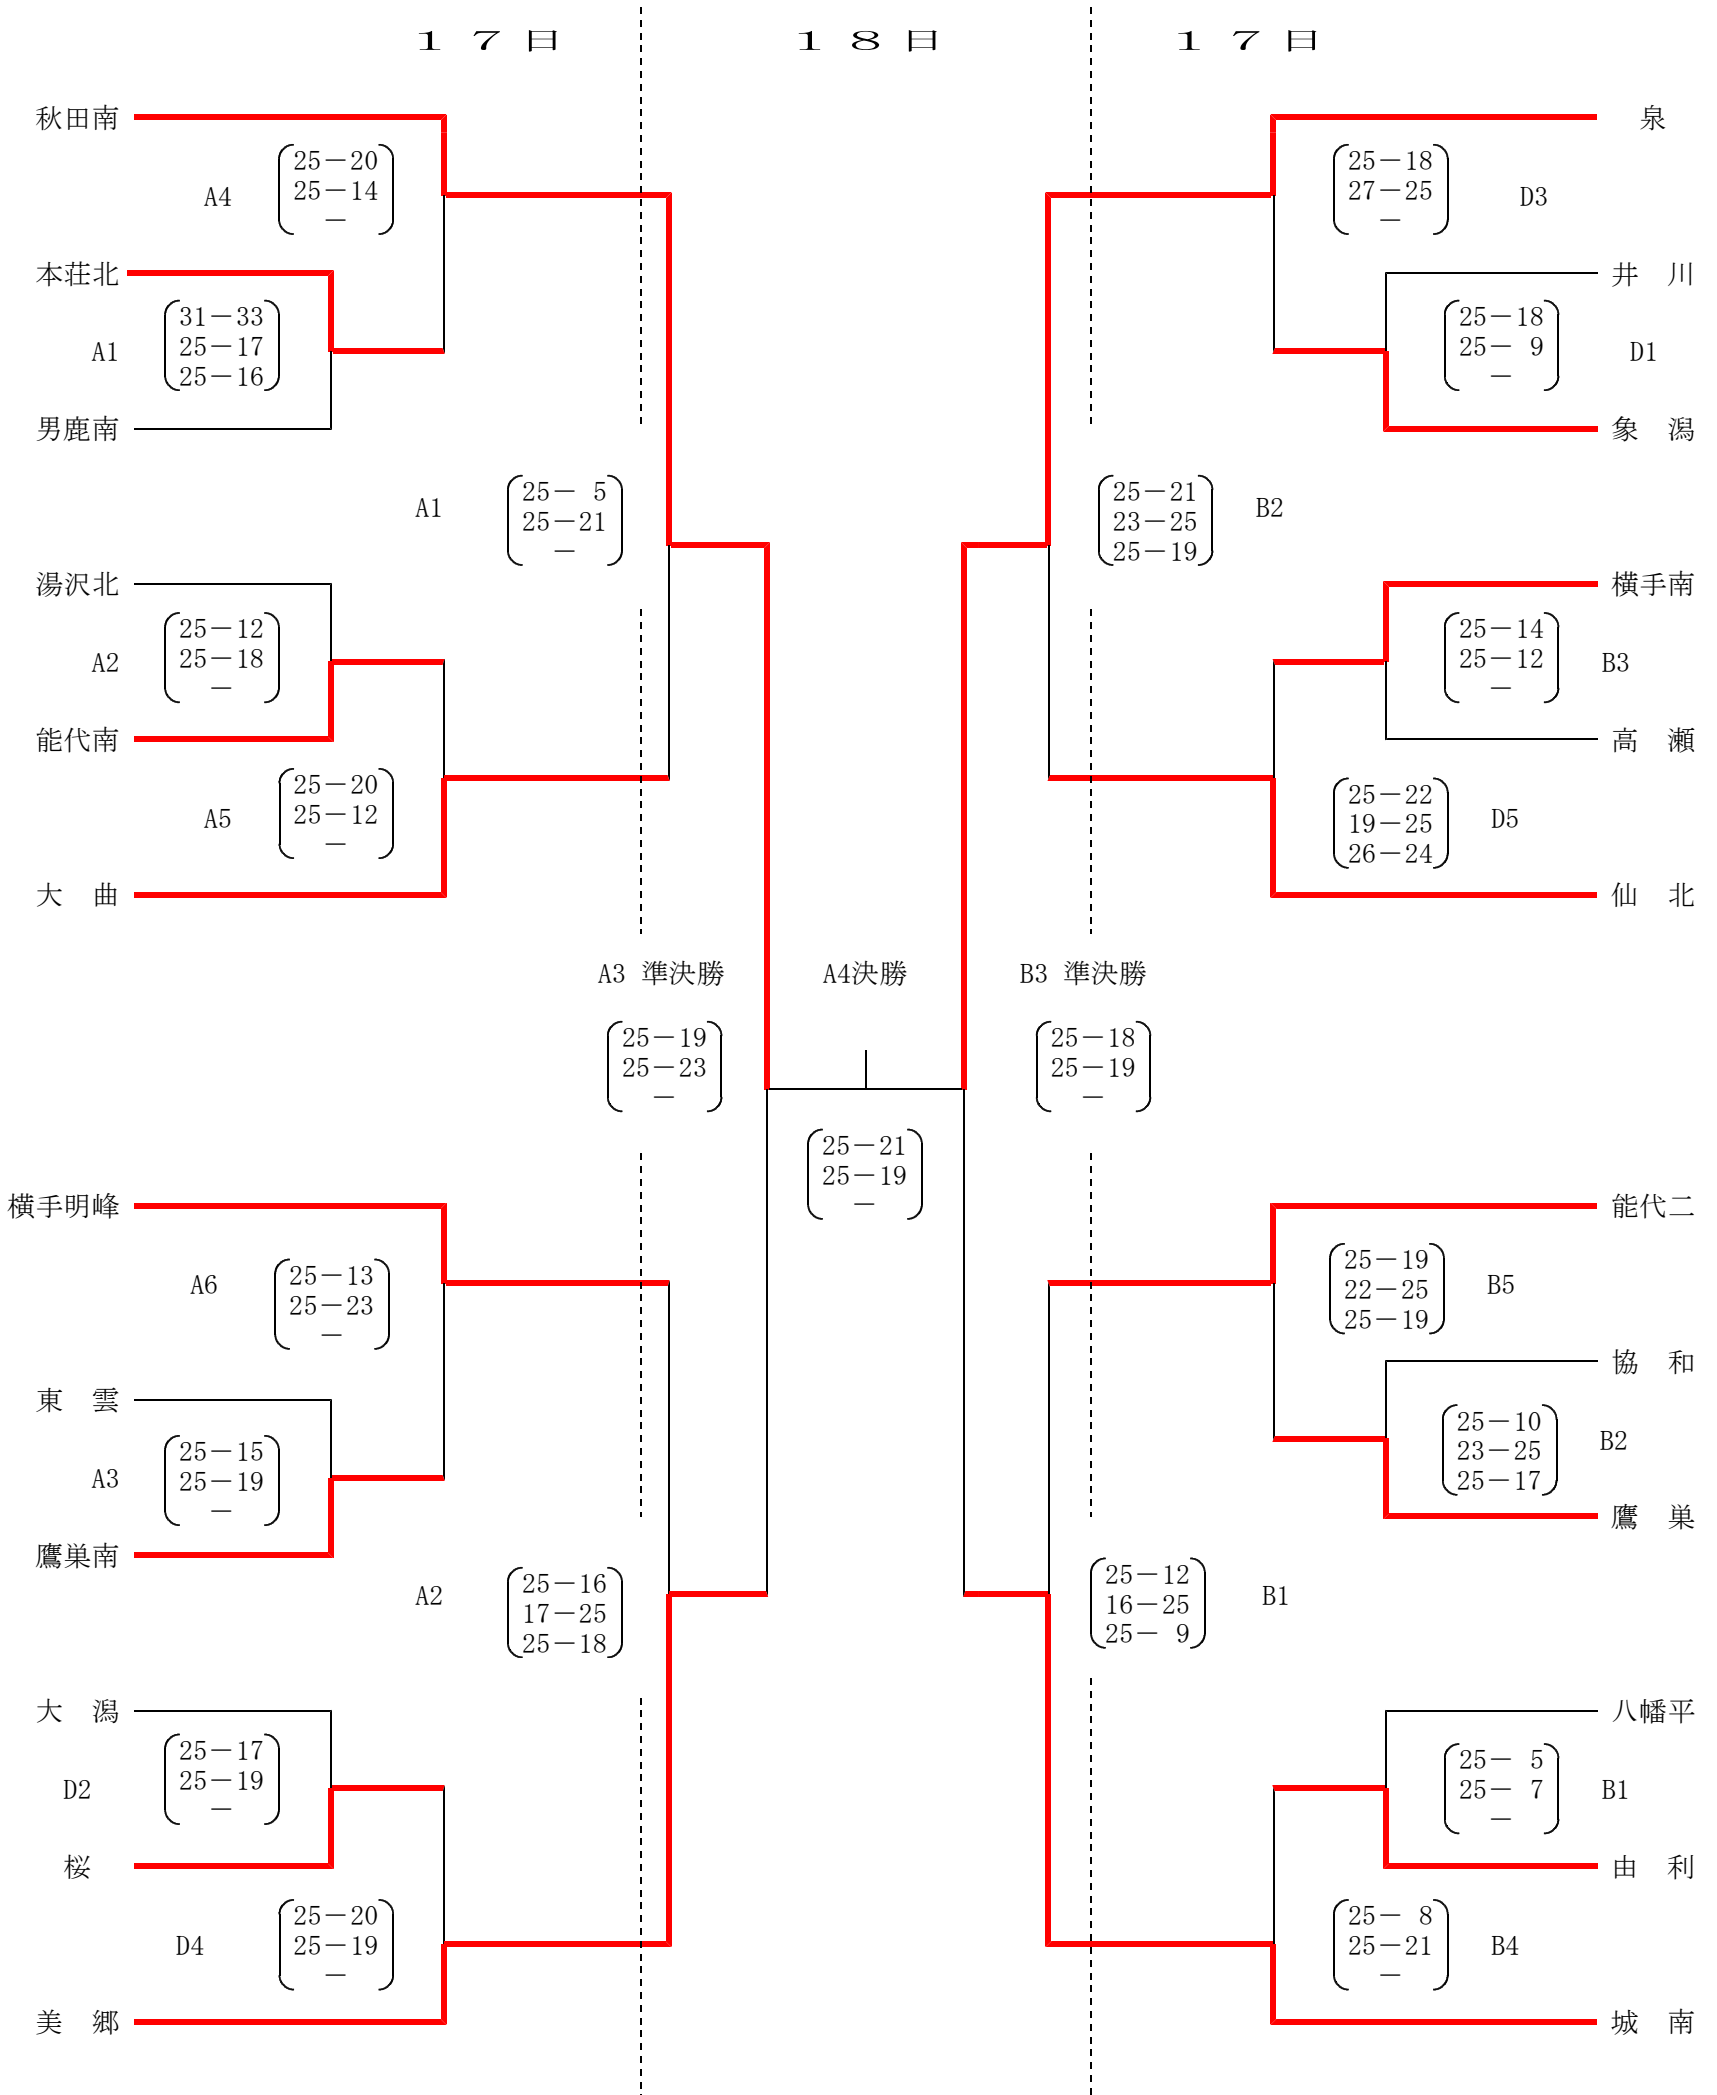 １７日　１８日　１７日
秋田南
25－20
A4
25－14
－
本荘北
31－33
A1
25－17
25－16
男鹿南
A1
25－ 5
25－21
－
湯沢北
25－12
A2
25－18
－
能代南
25－20
A5
25－12
－
大　曲
泉
25－18
27－25
D3
－
井　川
25－18
25－ 9
D1
－
象　潟
25－21
B2
23－25
25－19
横手南
25－14
25－12
B3
－
高　瀬
25－22
19－25
D5
26－24
仙　北
A3 準決勝
A4決勝
B3 準決勝
25－19
25－23
－
25－18
25－19
－
25－21
25－19
－
横手明峰
A6
25－13
25－23
－
東　雲
25－15
A3
25－19
－
鷹巣南
A2
25－16
17－25
25－18
大　潟
25－17
D2
25－19
－
桜
25－20
D4
25－19
－
美　郷
能代二
25－19
22－25
B5
25－19
協　和
25－10
23－25
B2
25－17
鷹　巣
25－12
16－25
B1
25－ 9
八幡平
25－ 5
25－ 7
B1
－
由　利
25－ 8
25－21
B4
－
城　南